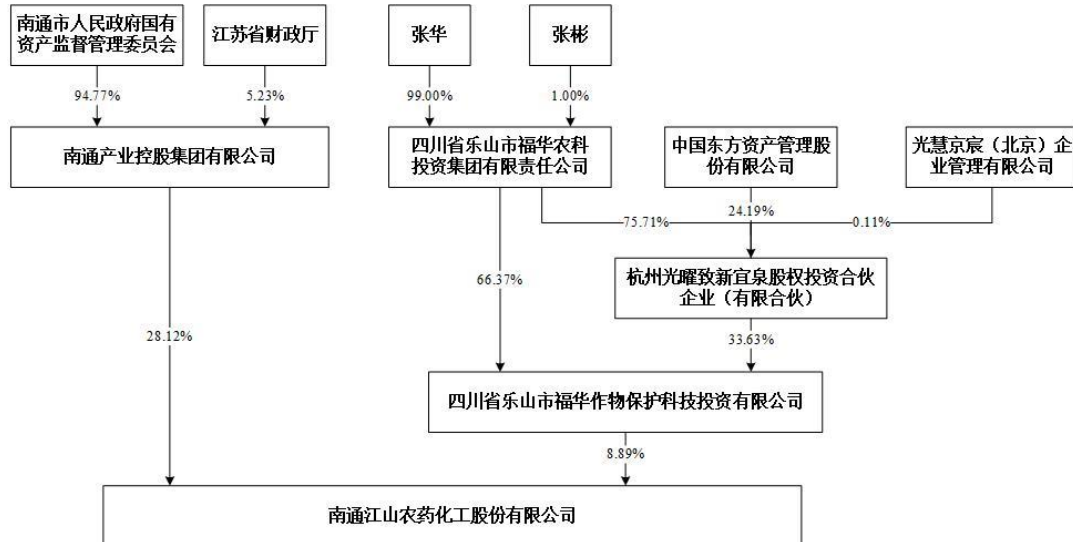 南通市人民政府国有
资产监督管理委员会
江苏省财政厅
张华
张彬
94.77%
5.23%
99.00%
1.00%
南通产业控股集团有限公司
四川省乐山市福华农科
投资集团有限责任公司
中国东方资产管理股
份有限公司
光慧京宸（北京）企
业管理有限公司
75.71%
24.19%
0.11%
66.37%
杭州光曜致新宜泉股权投资合伙
企业（有限合伙）
28.12%
33.63%
四川省乐山市福华作物保护科技投资有限公司
8.89%
南通江山农药化工股份有限公司